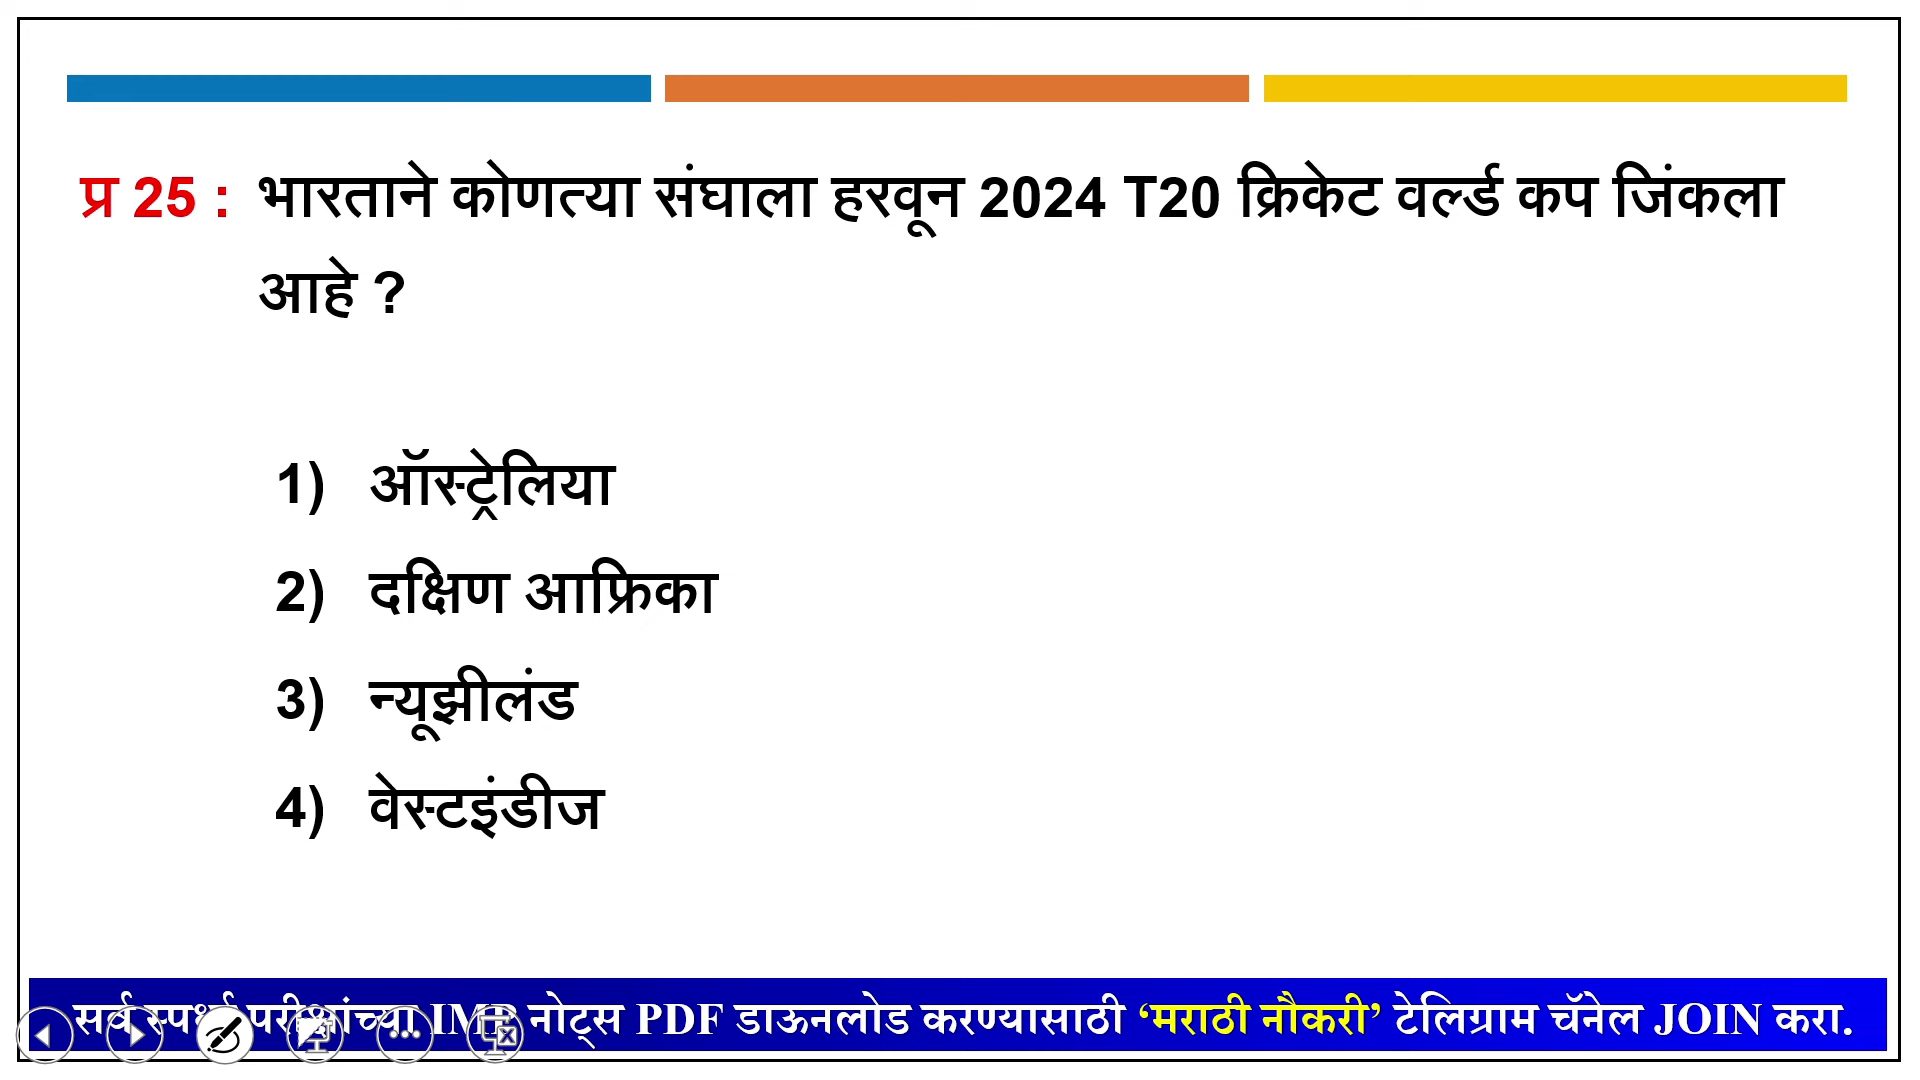 प्र 25 : भारताने कोणत्या संघाला हरवून 2024 T20 क्रिकेट वर्ल्ड कप जिंकला
आहे ?
1) ऑस्ट्रेलिया
2) दक्षिण आफ्रिका
3) न्यूझीलंड
4) वेस्टइंडीज
सर्व स्पर्धा परीक्षांच्या IMP नोट्स PDF डाऊनलोड करण्यासाठी ‘मराठी नौकरी’ टेलिग्राम चॅनेल JOIN करा.